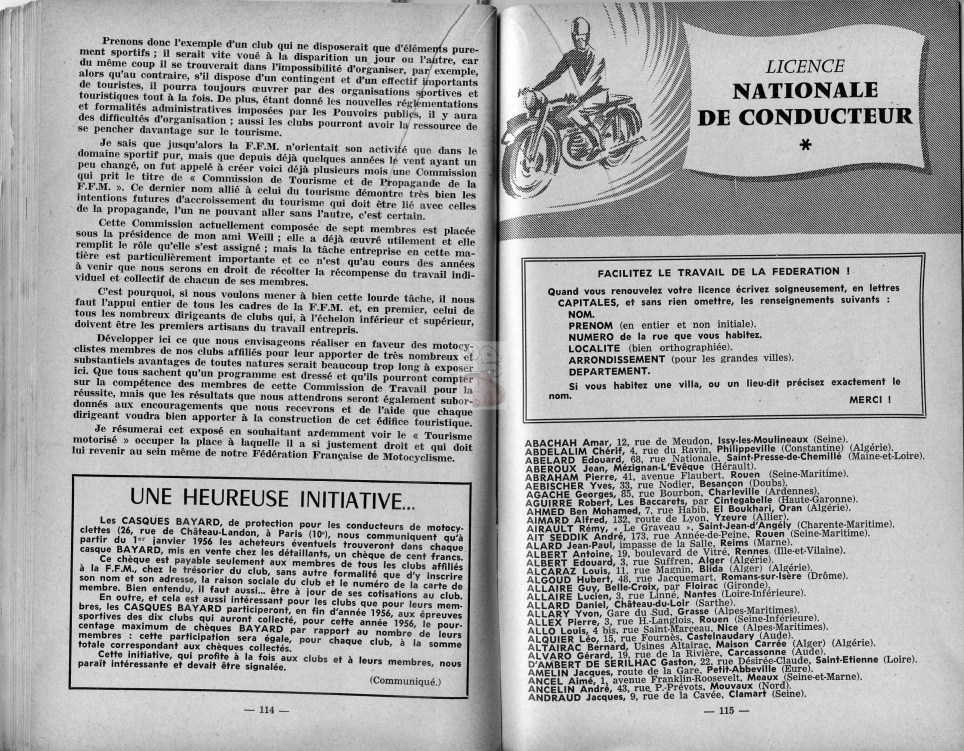 Prenons donc l'exemple d'un club qui ne disposerait que d'éléments pure-
ment sportifs ; il serait vite voué à la disparition un jour ou l'autre, car
du même coup il se trouverait dans l'impossibilité d'organiser, par exemple,
alors qu'au contraire, s'il dispose d'un contingent et d'un effectif importants
de touristes, il pourra toujours œuvrer par des organisations sportives et
touristiques tout à la fois. De plus, étant donné les nouvelles réglementations
et formalités administratives imposées par les Pouvoirs publics, il y aura
des difficultés d'organisation ; aussi les clubs pourront avoir la ressource de
se pencher davantage sur le tourisme.
Je sais que jusqu'alors la F.F.M. n'orientait son activité que dans le
domaine sportif pur, mais que depuis déjà quelques années le vent ayant un
peu changé, on fut appelé à créer voici déjà plusieurs mois une Commission
qui prit le titre de « Commission de Tourisme et de Propagande de la
F.F.M. ». Ce dernier nom allié à celui du tourisme démontre très bien les
intentions futures d'accroissement du tourisme qui doit être lié avec celles
de la propagande, l'un ne pouvant aller sans l'autre, c'est certain.
Cette Commission actuellement composée de sept membres est placée
sous la présidence de mon ami Weill ; elle a déjà œuvré utilement et elle
remplit le rôle qu'elle s'est assigné ; mais la tâche entreprise en cette ma-
tière est particulièrement importante et ce n'est qu'au cours des années
à venir que nous serons en droit de récolter la récompense du travail indi-
viduel et collectif de chacun de ses membres.
C'est pourquoi, si nous voulons mener à bien cette lourde tâche, il nous
faut l'appui entier de tous les cadres de la F.F.M. et, en premier, celui de
tous les nombreux dirigeants de clubs qui, à l'échelon inférieur et supérieur,
doivent être les premiers artisans du travail entrepris.
Développer ici ce que nous envisageons réaliser en faveur des motocy-
clistes membres de nos clubs affiliés pour leur apporter de très nombreux et
substantiels avantages de toutes natures serait beaucoup trop long à exposer
ici. Que tous sachent qu'un programme est dressé et qu'ils pourront compter
sur la compétence des membres de cette Commission de Travail pour la
réussite, mais que les résultats que nous attendrons seront également subor-
donnés aux encouragements que nous recevrons et de l'aide que chaque
dirigeant voudra bien apporter à la construction de cet édifice touristique.
Je résumerai cet exposé en souhaitant ardemment voir le « Tourisme
motorisé » occuper la place à laquelle il a si justement droit et qui doit
lui revenir au sein même de notre Fédération Française de Motocyclisme.
UNE HEUREUSE INITIATIVE...
Les CASQUES BAYARD, de protection pour les conducteurs de motocy-
clettes (26, rue de Château-Landon, à Paris (10e), nous communiquent qu'à
partir du 1er janvier 1956 les acheteurs éventuels trouveront dans chaque
casque BAYARD, mis en vente chez les détaillants, un chèque de cent francs.
Ce chèque est payable seulement aux membres de tous les clubs affiliés
à la F.F.M., chez le trésorier du club, sans autre formalité que d'y inscrire
son nom et son adresse, la raison sociale du club et le numéro de la carte de
membre. Bien entendu, il faut aussi... être à jour de ses cotisations au club.
En outre, et cela est aussi intéressant pour les clubs que pour leurs mem-
bres, les CASQUES BAYARD participeront, en fin d'année 1956, aux épreuves
sportives des dix clubs qui auront collecté, pour cette année 1956, le pour-
centage maximum de chèques BAYARD par rapport au nombre de leurs
membres : cette participation sera égale, pour chaque club, à la somme
totale correspondant aux chèques collectés.
Cette initiative, qui profite à la fois aux clubs et à leurs membres, nous
paraît intéressante et devait être signalée.
(Communiqué.)
— 114 —
LICENCE
NATIONALE
DE CONDUCTEUR
*
FACILITEZ LE TRAVAIL DE LA FEDERATION !
Quand vous renouvelez votre licence écrivez soigneusement, en lettres
CAPITALES, et sans rien omettre, les renseignements suivants :
NOM.
PRENOM (en entier et non initiale).
NUMERO de la rue que vous habitez.
LOCALITE (bien orthographiée).
ARRONDISSEMENT (pour les grandes villes).
DEPARTEMENT.
Si vous habitez une villa, ou un lieu-dit précisez exactement le
nom.
MERCI !
ABACHAH Amar, 12, rue de Meudon, Issy-les-Moulineaux (Seine).
ABDELALIM Chérif, 4, rue du Ravin, Philippeville (Constantine) (Algérie).
ABELARD Edouard, 68, rue Nationale, Saint-Presse-de-Chemillé (Maine-et-Loire).
ABEROUX Jean, Mézignan-L'Evêque (Hérault).
ABRAHAM Pierre, 41, avenue Flaubert, Rouen (Seine-Maritime).
AEBISCHER Yves, 33, rue Nodier, Besançon (Doubs).
AGACHE Georges, 85, rue Bourbon, Charleville (Ardennes).
AGUIRRE Robert, Les Baccarets, par Cintegabelle (Haute-Garonne).
AHMED Ben Mohamed, 7, rue Habib, El Boukhari, Oran (Algérie).
AIMARD Alfred, 132, route de Lyon, Yzeure (Allier).
AIRAULT Rémy, « Le Graveau », Saint-Jean-d'Angély (Charente-Maritime).
AIT SEDDIK André, 173, rue Année-de-Peine, Rouen (Seine-Maritime).
ALARD Jean-Paul, impasse de la Salle, Reims (Marne).
ALBERT Antoine, 19, boulevard de Vitré, Rennes (Ille-et-Vilaine).
ALBERT Edouard, 3, rue Suffren, Alger (Algérie).
ALCARAZ Louis, 11, rue Magnin, Blida (Alger) (Algérie).
ALGOUD Hubert, 48, rue Jacquemart, Romans-sur-Isère (Drôme).
ALLAIRE Guy, Belle-Croix, par Floirac (Gironde).
ALLAIRE Lucien, 3, rue Linné, Nantes (Loire-Inférieure).
ALLARD Daniel, Château-du-Loir (Sarthe).
ALLARY Yvon, Gare du Sud, Grasse (Alpes-Maritimes).
ALLEX Pierre, 3, rue H.-Langlois, Rouen (Seine-Inférieure).
ALLO Louis, 4 bis, rue Saint-Marceau, Nice (Alpes-Maritimes).
ALQUIER Léo, 15, rue Fournès, Castelnaudary (Aude).
ALTAIRAC Bernard, Usines Altairac, Maison Carrée (Alger) (Algérie).
ALVARO Gérard, 19, rue de la Rivière, Carcassonne (Aude).
D'AMBERT DE SERILHAC Gaston, 22, rue Désirée-Claude, Saint-Etienne (Loire).
AMELIN Jacques, route de la Gare, Petit-Abbeville (Eure).
ANCEL Aimé, 1, avenue Franklin-Roosevelt, Meaux (Seine-et-Marne).
ANCELIN André, 43, rue P.-Prévots, Mouvaux (Nord).
ANDRAUD Jacques, 9, rue de la Cavée, Clamart (Seine).
— 115 —